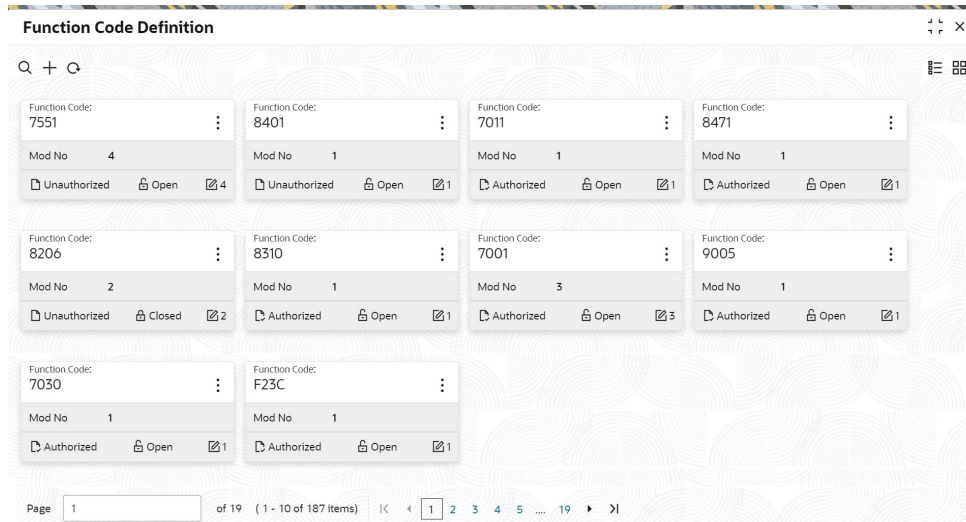 Function Code Definition
Function Code:
7551
Mod No 4
Unauthorized Open 4
Function Code:
8401
Mod No 1
Unauthorized Open 1
Function Code:
7011
Mod No 1
Authorized Open 1
Function Code:
8471
Mod No 1
Authorized Open 1
Function Code:
8206
Mod No 2
Unauthorized Closed 2
Function Code:
8310
Mod No 1
Authorized Open 1
Function Code:
7001
Mod No 3
Authorized Open 3
Function Code:
9005
Mod No 1
Authorized Open 1
Function Code:
7030
Mod No 1
Authorized Open 1
Function Code:
F23C
Mod No 1
Authorized Open 1
Page 1 of 19 (1 - 10 of 187 items) 1 2 3 4 5 .... 19